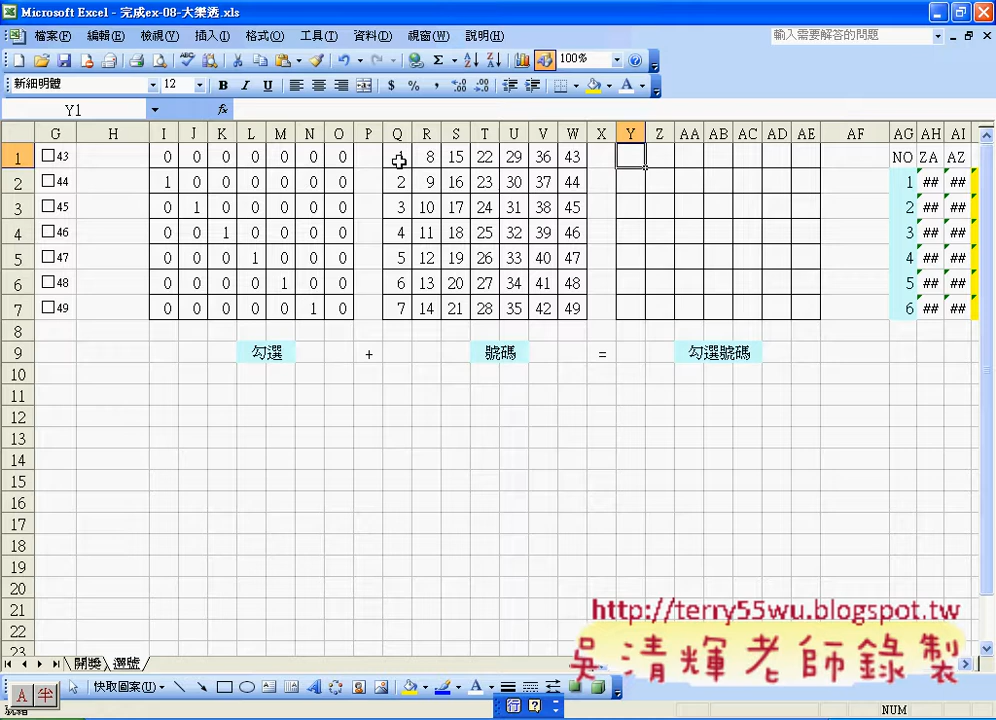 Microsoft Excel - 完成ex-08-大樂透.xls
檔案(F) 編輯(E) 檢視(V) 插入(I) 格式(O) 工具(T) 資料(D) 視窗(W) 說明(H) 輸入需要解答的問題
100%
新細明體 12 B I U $ % ,
Y1 fx
G H I J K L M N O P Q R S T U V W X Y Z AA AB AC AD AE AF AG AH AI
1 43 0 0 0 0 0 0 0 8 15 22 29 36 43 NO ZA AZ
2 44 1 0 0 0 0 0 0 2 9 16 23 30 37 44 1 ## ##
3 45 0 1 0 0 0 0 0 3 10 17 24 31 38 45 2 ## ##
4 46 0 0 1 0 0 0 0 4 11 18 25 32 39 46 3 ## ##
5 47 0 0 0 1 0 0 0 5 12 19 26 33 40 47 4 ## ##
6 48 0 0 0 0 1 0 0 6 13 20 27 34 41 48 5 ## ##
7 49 0 0 0 0 0 1 0 7 14 21 28 35 42 49 6 ## ##
8
9 勾選 + 號碼 = 勾選號碼
10
11
12
13
14
15
16
17
18
19
20
21
22
23
http://terry55wu.blogspot.tw
吳清輝老師錄製
開獎 選號
快取圖案(U)
A 半 行
NUM